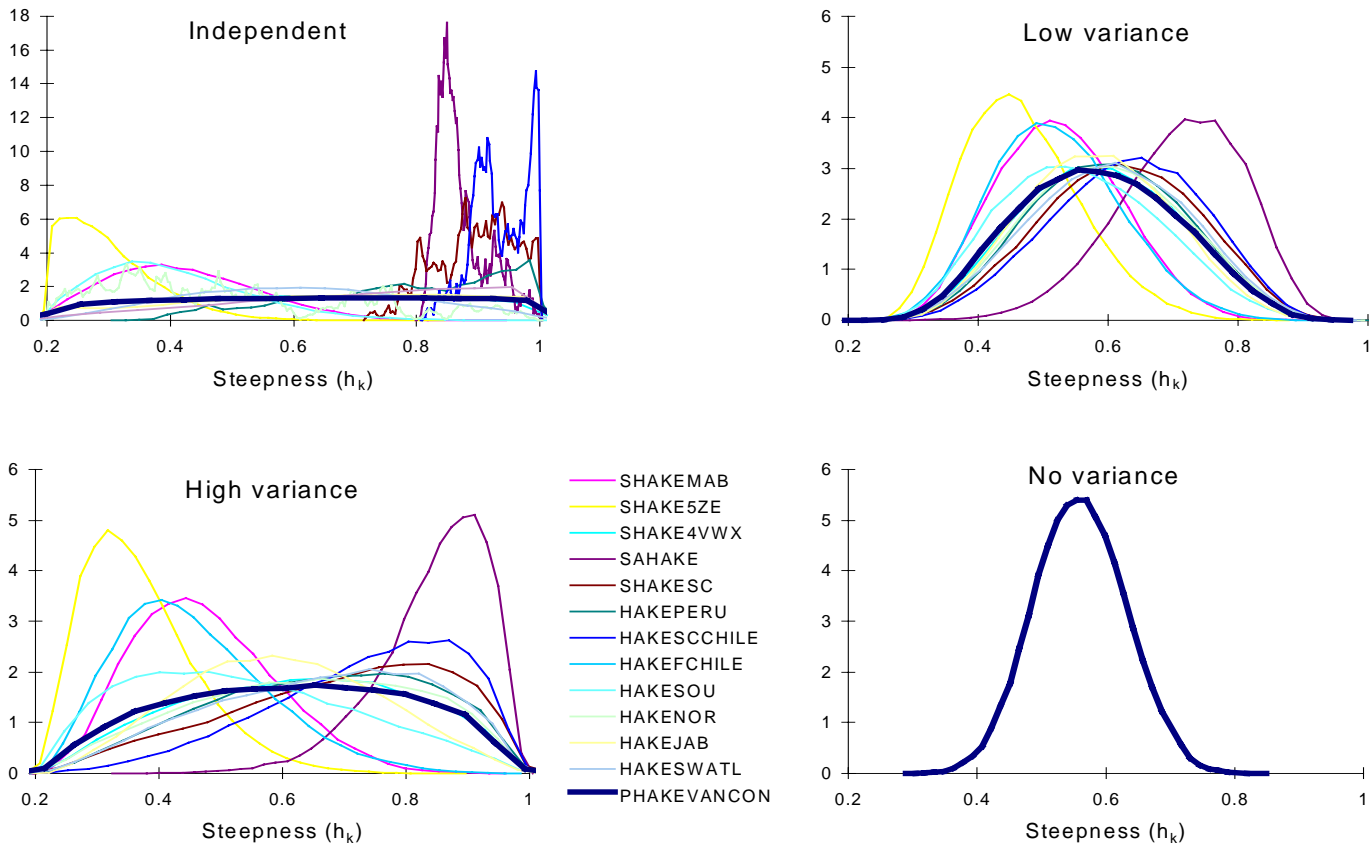 Independent
18
16
14
12
10
8
6
4
2
0
0.2 0.4 0.6 0.8 1
Steepness (hk)
Low variance
6
5
4
3
2
1
0
0.2 0.4 0.6 0.8 1
Steepness (hk)
High variance
6
5
4
3
2
1
0
0.2 0.4 0.6 0.8 1
Steepness (hk)
SHAKEMAB
SHAKE5ZE
SHAKE4VWX
SAHAKE
SHAKESC
HAKEPERU
HAKESCCHILE
HAKEFCHILE
HAKESOU
HAKENOR
HAKEJAB
HAKESWATL
PHAKEVANCON
No variance
6
5
4
3
2
1
0
0.2 0.4 0.6 0.8 1
Steepness (hk)